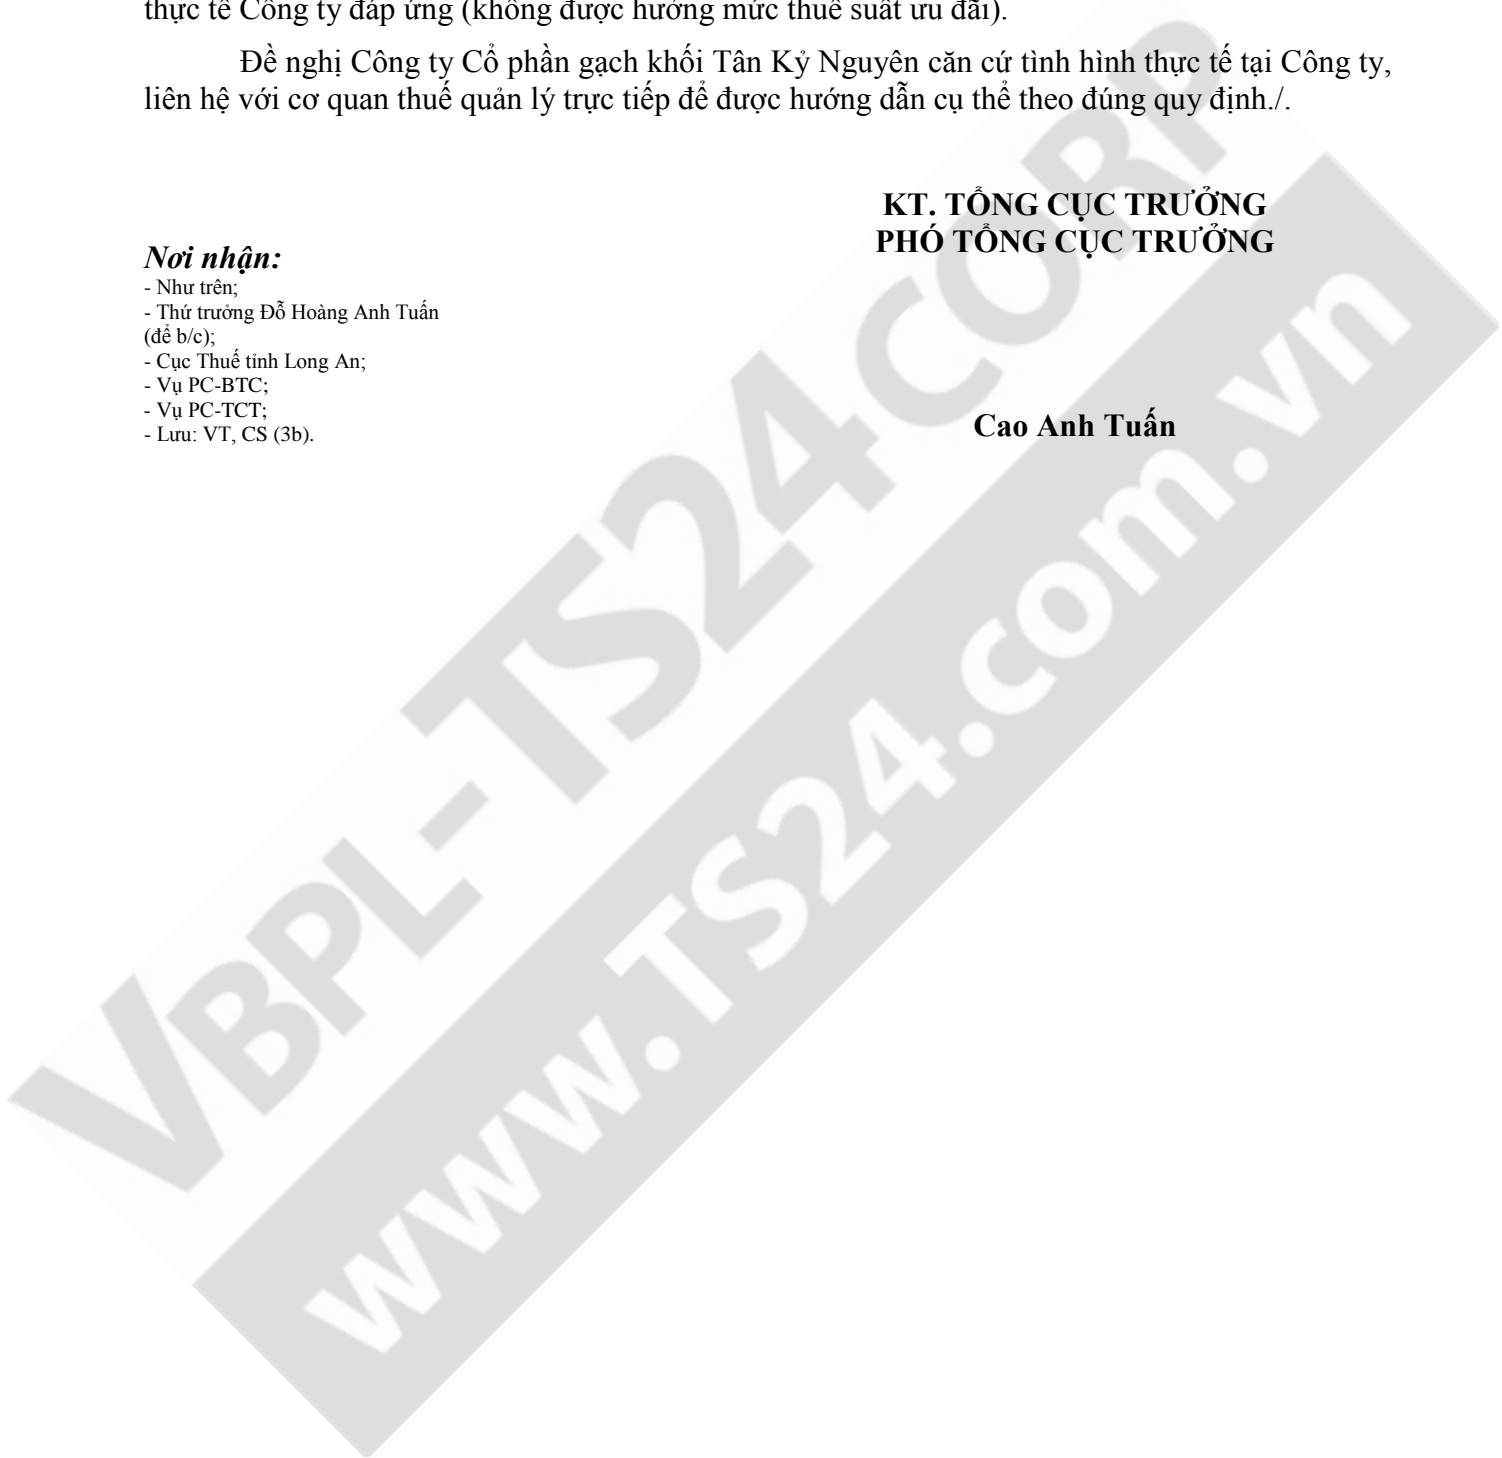 thực tế Công ty đáp ứng (không được hưởng mức thuế suất ưu đãi).
Đề nghị Công ty Cổ phần gạch khối Tân Kỷ Nguyên căn cứ tình hình thực tế tại Công ty,
liên hệ với cơ quan thuế quản lý trực tiếp để được hướng dẫn cụ thể theo đúng quy định./.
KT. TỔNG CỤC TRƯỞNG
PHÓ TỔNG CỤC TRƯỞNG
Nơi nhận:
- Như trên;
- Thứ trưởng Đỗ Hoàng Anh Tuấn
(để b/c);
- Cục Thuế tỉnh Long An;
- Vụ PC-BTC;
- Vụ PC-TCT;
- Lưu: VT, CS (3b).
Cao Anh Tuấn
VBPL-TS24CORP
www.TS24.com.vn